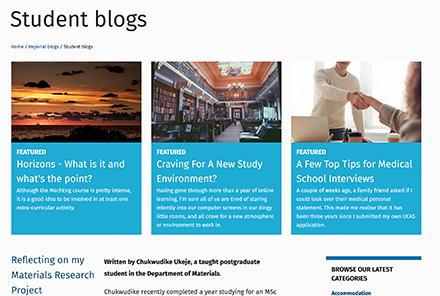 Student blogs
Home / Imperial blogs / Student blogs
FEATURED
Horizons - What is it and
what's the point?
Although the MechEng course is pretty intense,
it is a good idea to be involved in at least one
extra-curricular activity.
FEATURED
Craving For A New Study
Environment?
Having gone through more than a year of online
learning, I'm sure all of us are tired of staring
intently into our computer screens in our dingy
little rooms, and all crave for a new atmosphere
or environment to work in.
FEATURED
A Few Top Tips for Medical
School Interviews
A couple of weeks ago, a family friend asked if I
could look over their medical personal
statement. This made me realise that it has
been three years since I submitted my own UCAS
application.
Reflecting on my
Materials Research
Project
Written by Chukwudike Ukeje, a taught postgraduate
student in the Department of Materials.
Chukwudike recently completed a year studying for an MSc
BROWSE OUR LATEST
CATEGORIES
Accommodation